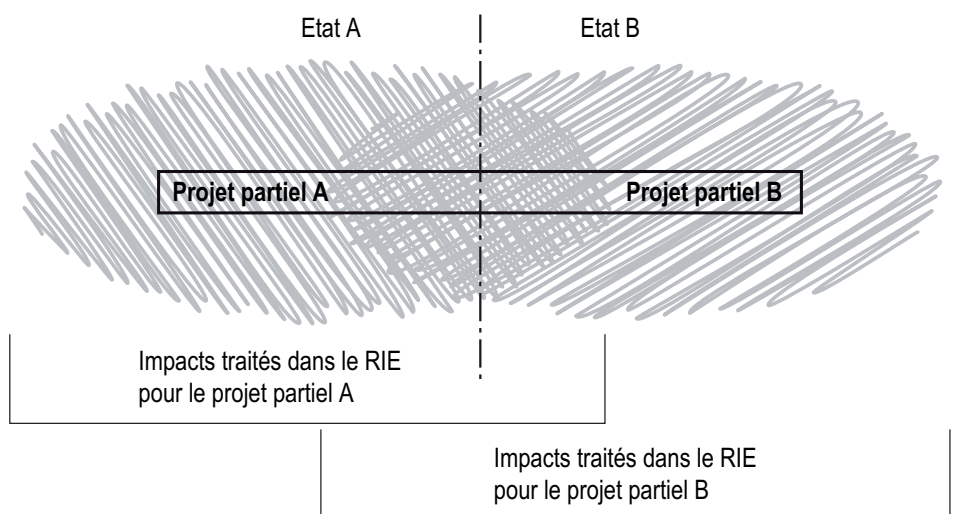 Etat A
Etat B
Projet partiel A
Projet partiel B
Impacts traités dans le RIE
pour le projet partiel A
Impacts traités dans le RIE
pour le projet partiel B